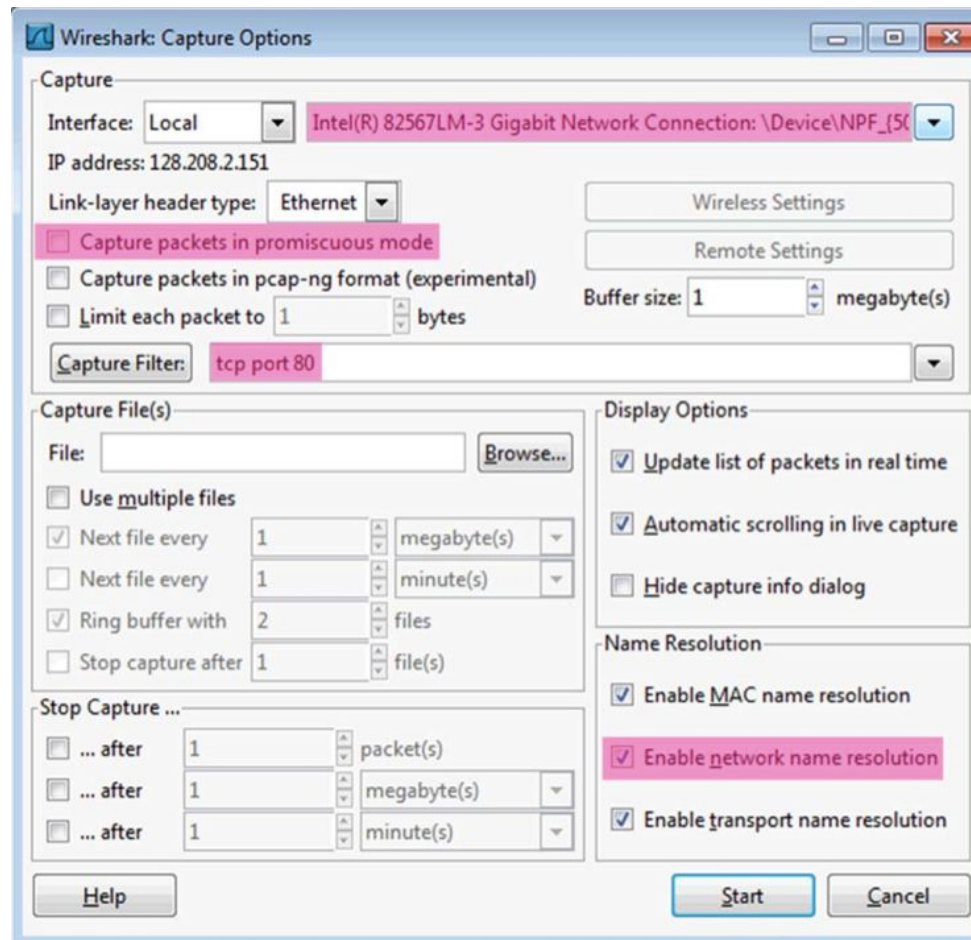 Wireshark: Capture Options
Capture
Interface: Local Intel(R) 82567LM-3 Gigabit Network Connection: \Device\NPF_{50
IP address: 128.208.2.151
Link-layer header type: Ethernet
Wireless Settings
Capture packets in promiscuous mode
Remote Settings
Capture packets in pcap-ng format (experimental)
Buffer size: 1 megabyte(s)
Limit each packet to 1 bytes
Capture Filter: tcp port 80
Capture File(s)
File: Browse...
Use multiple files
Next file every 1 megabyte(s)
Next file every 1 minute(s)
Ring buffer with 2 files
Stop capture after 1 file(s)
Stop Capture ...
... after 1 packet(s)
... after 1 megabyte(s)
... after 1 minute(s)
Display Options
Update list of packets in real time
Automatic scrolling in live capture
Hide capture info dialog
Name Resolution
Enable MAC name resolution
Enable network name resolution
Enable transport name resolution
Help Start Cancel